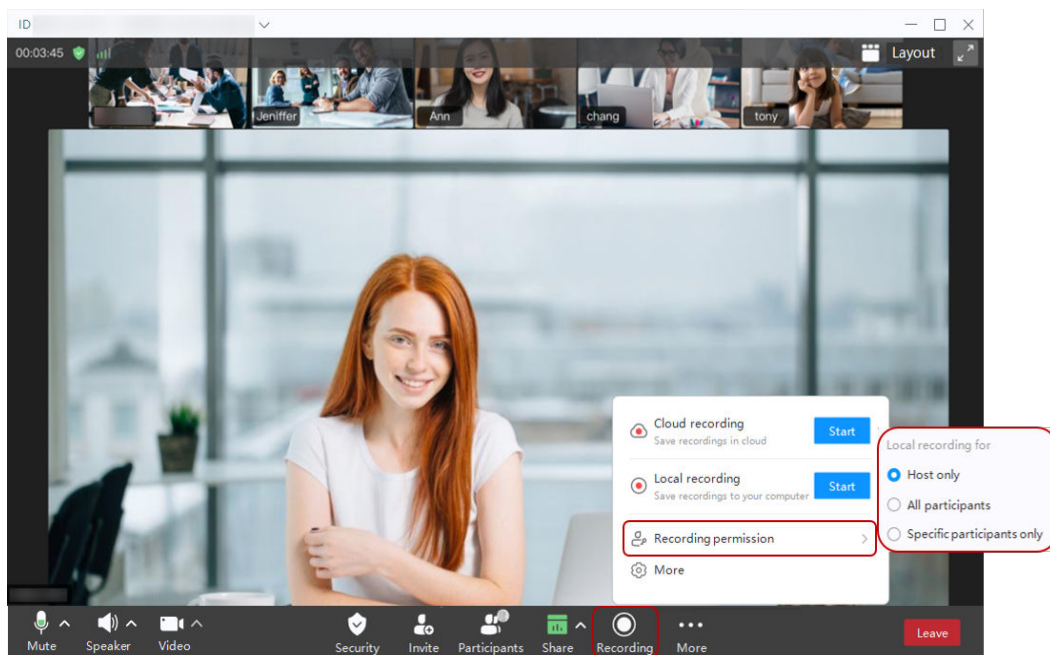 ID
00:03:45
Layout
Jeniffer
Ann
chang
tony
Cloud recording
Save recordings in cloud
Start
Local recording
Save recordings to your computer
Start
Recording permission
More
Local recording for
Host only
All participants
Specific participants only
Mute
Speaker
Video
Security
Invite
Participants
Share
Recording
More
Leave